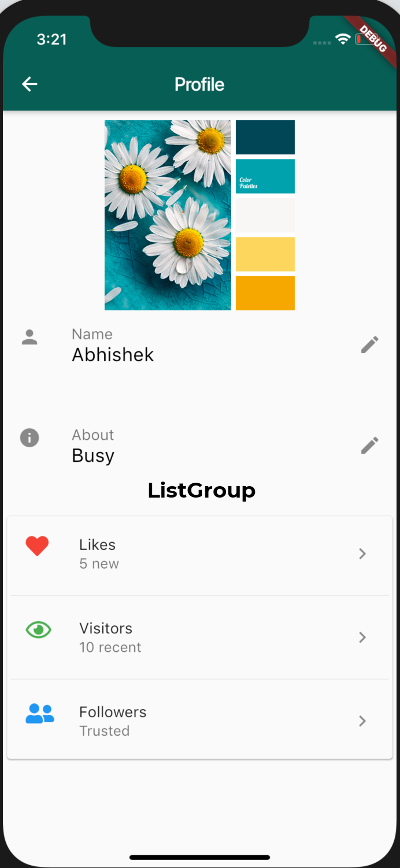 3:21
DEBUG
Profile
Color
Palettes
Name
Abhishek
About
Busy
ListGroup
Likes
5 new
Visitors
10 recent
Followers
Trusted